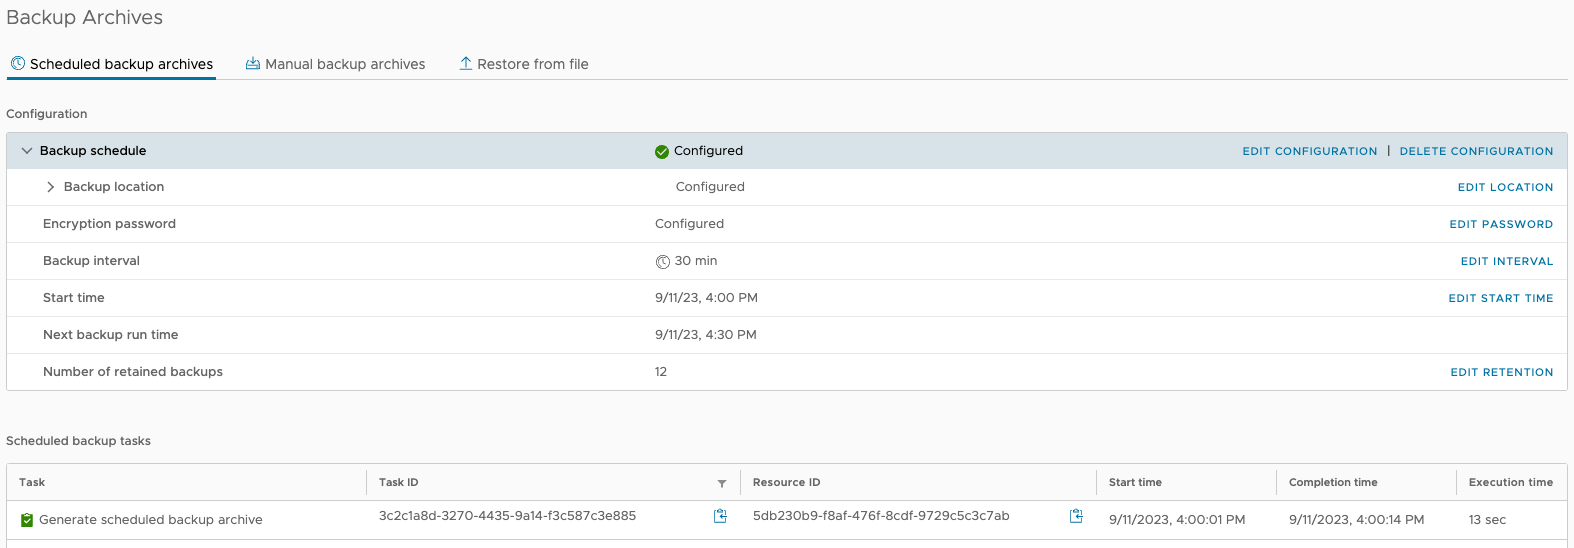 Backup Archives
Scheduled backup archives Manual backup archives Restore from file
Configuration
Backup schedule Configured EDIT CONFIGURATION | DELETE CONFIGURATION
Backup location Configured EDIT LOCATION
Encryption password Configured EDIT PASSWORD
Backup interval 30 min EDIT INTERVAL
Start time 9/11/23, 4:00 PM EDIT START TIME
Next backup run time 9/11/23, 4:30 PM
Number of retained backups 12 EDIT RETENTION
Scheduled backup tasks
Task Task ID Resource ID Start time Completion time Execution time
Generate scheduled backup archive 3c2c1a8d-3270-4435-9a14-f3c587c3e885 5db230b9-f8af-476f-8cdf-9729c5c3c7ab 9/11/2023, 4:00:01 PM 9/11/2023, 4:00:14 PM 13 sec